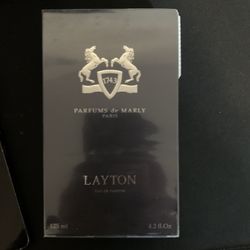 1743
PARFUMS de MARLY
PARIS
LAYTON
EAU DE PARFUM
125 ml 4.2 fl.Oz